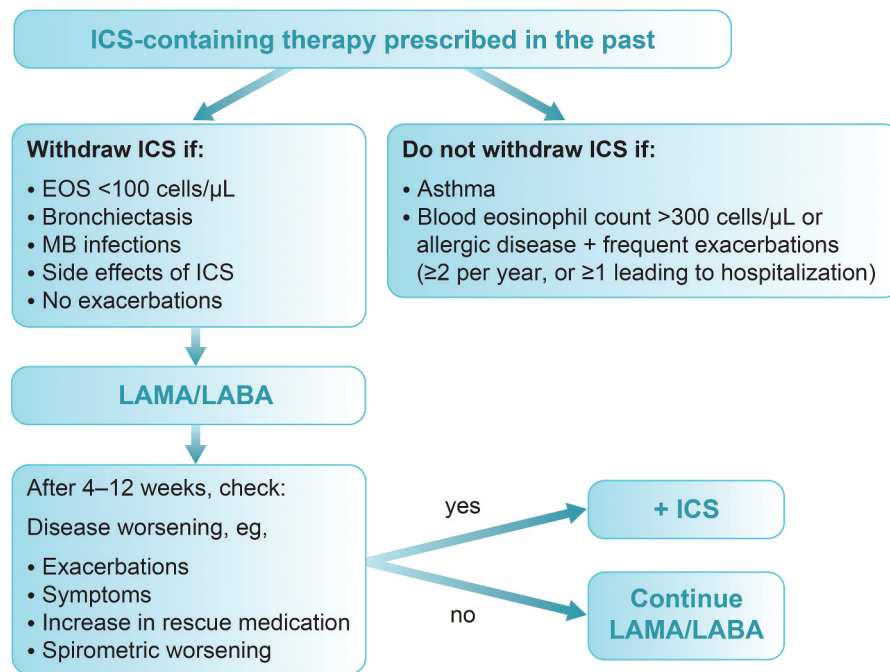 ICS-containing therapy prescribed in the past
Withdraw ICS if:
• EOS <100 cells/µL
• Bronchiectasis
• MB infections
• Side effects of ICS
• No exacerbations
Do not withdraw ICS if:
• Asthma
• Blood eosinophil count >300 cells/µL or
allergic disease + frequent exacerbations
(≥2 per year, or ≥1 leading to hospitalization)
LAMA/LABA
After 4–12 weeks, check:
Disease worsening, eg,
• Exacerbations
• Symptoms
• Increase in rescue medication
• Spirometric worsening
yes
+ ICS
no
Continue
LAMA/LABA